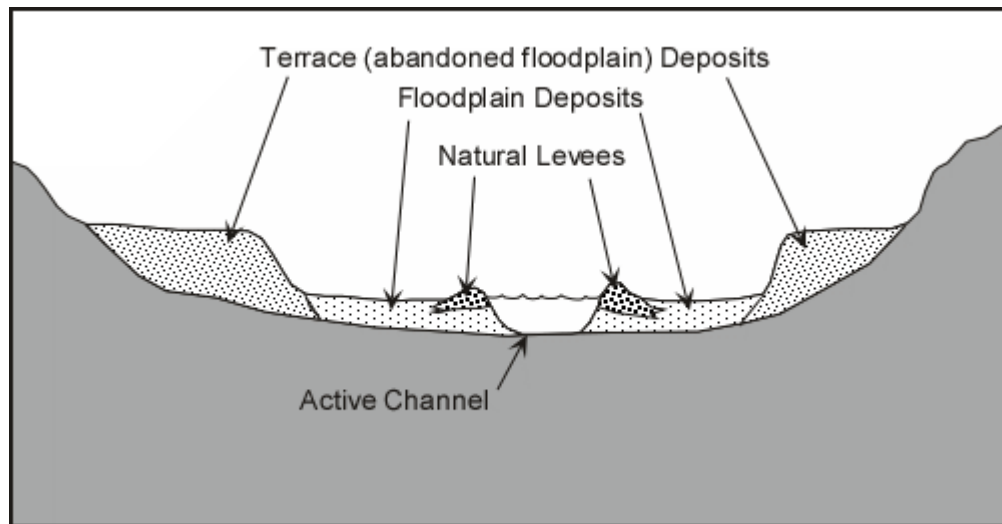 Terrace (abandoned floodplain) Deposits
Floodplain Deposits
Natural Levees
Active Channel